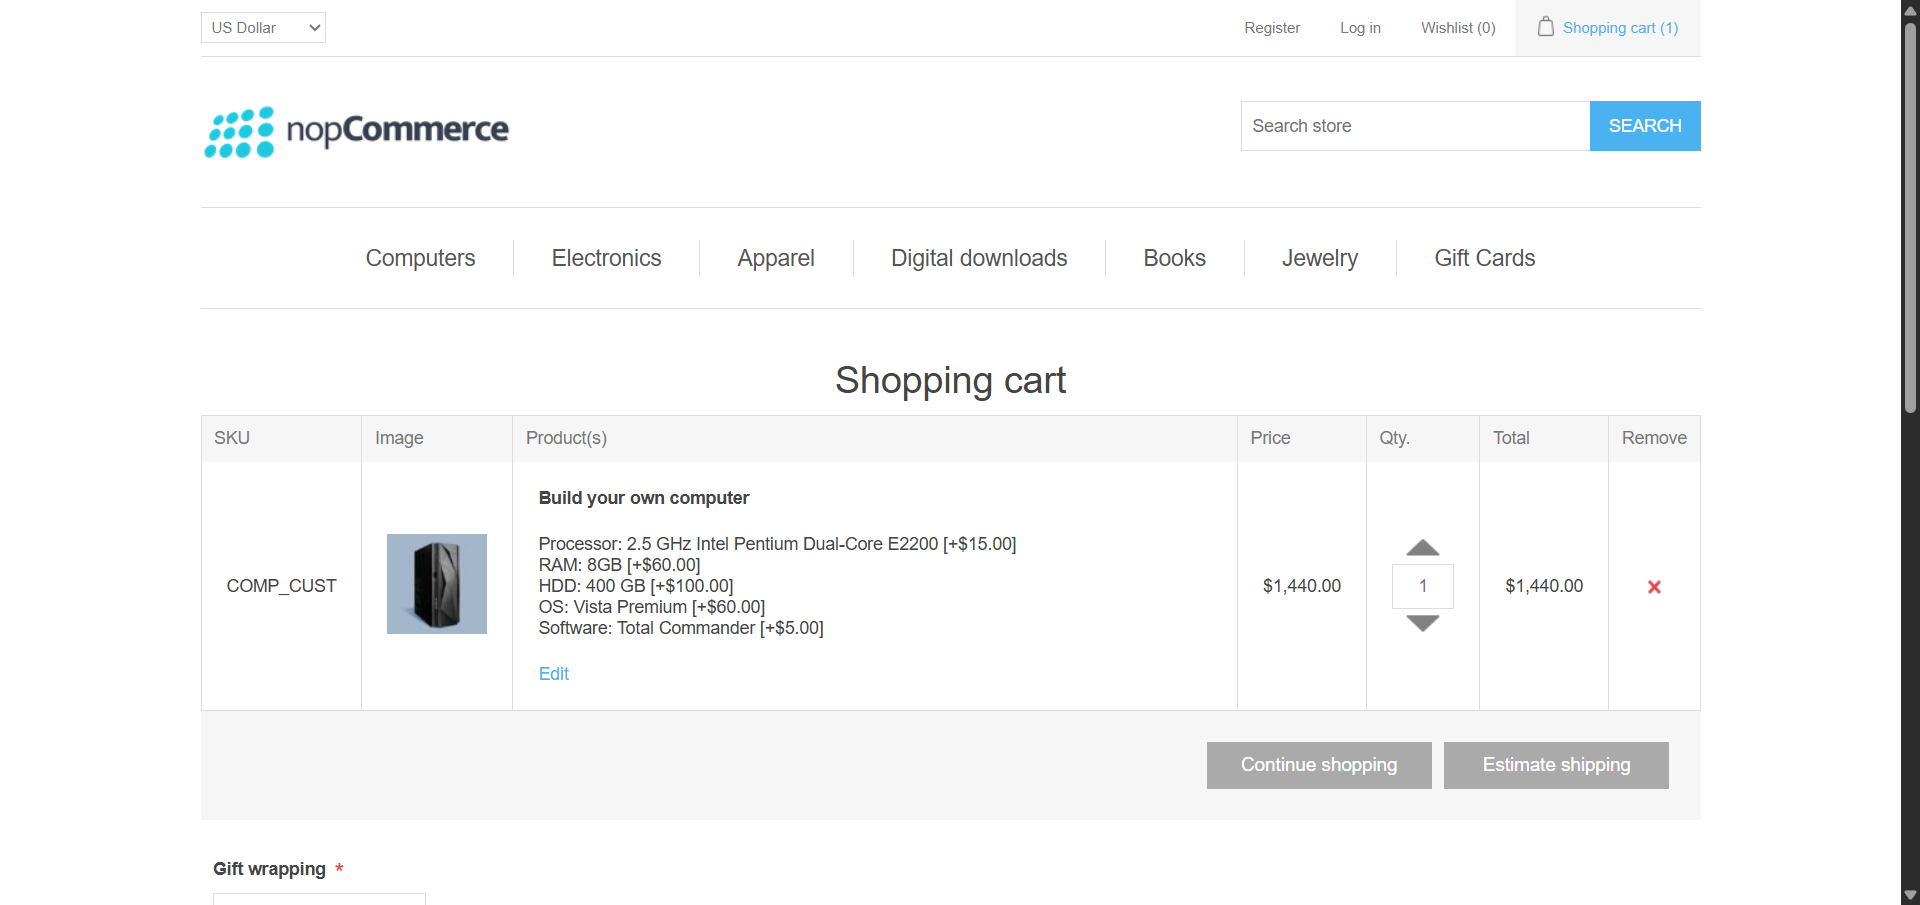 US Dollar
Register
Log in
Wishlist (0)
Shopping cart (1)
nopCommerce
Search store
SEARCH
Computers
Electronics
Apparel
Digital downloads
Books
Jewelry
Gift Cards
Shopping cart
SKU
Image
Product(s)
Price
Qty.
Total
Remove
COMP_CUST
Build your own computer
Processor: 2.5 GHz Intel Pentium Dual-Core E2200 [+$15.00]
RAM: 8GB [+$60.00]
HDD: 400 GB [+$100.00]
OS: Vista Premium [+$60.00]
Software: Total Commander [+$5.00]
Edit
$1,440.00
1
$1,440.00
Continue shopping
Estimate shipping
Gift wrapping *